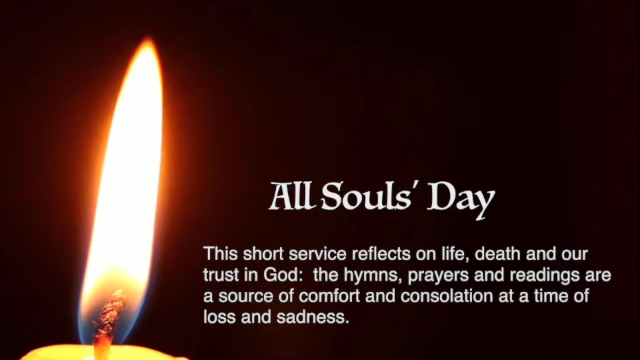 All Souls' Day
This short service reflects on life, death and our
trust in God:  the hymns, prayers and readings are
a source of comfort and consolation at a time of
loss and sadness.